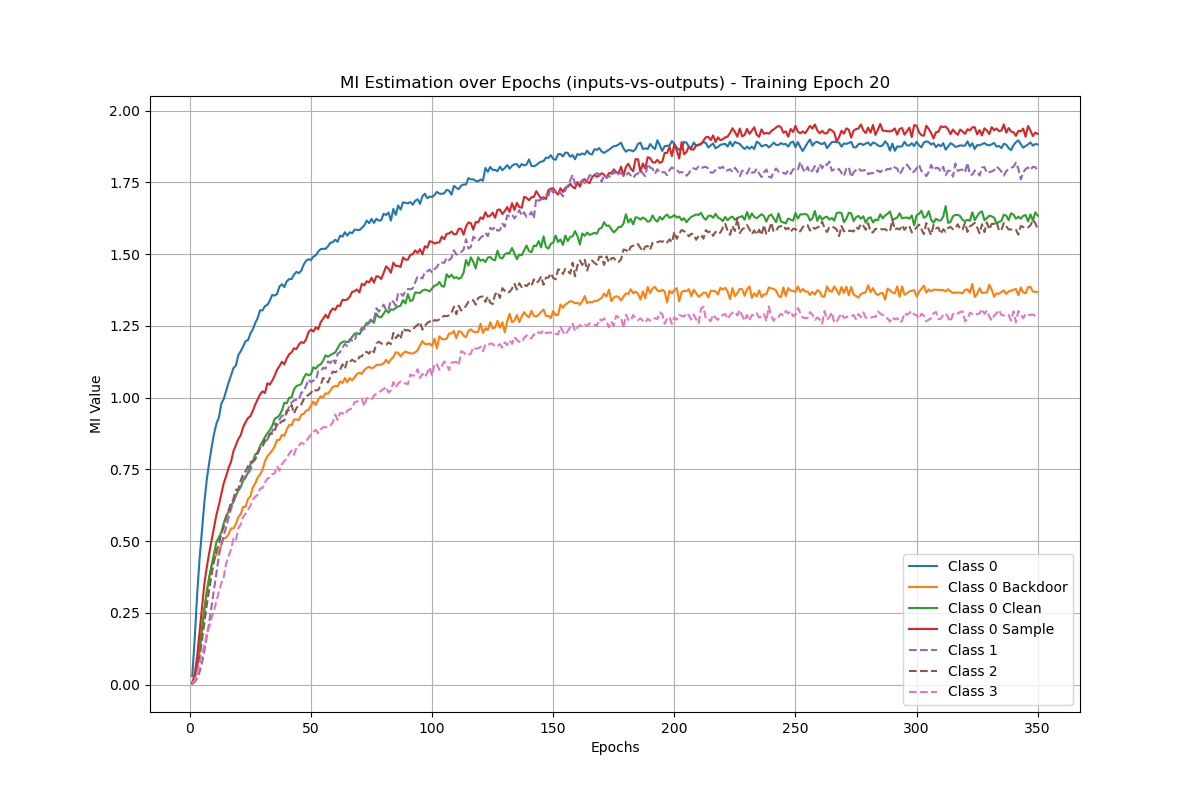 MI Estimation over Epochs (inputs-vs-outputs) - Training Epoch 20
2.00
1.75
1.50
1.25
1.00
0.75
0.50
0.25
0.00
MI Value
Class 0
Class 0 Backdoor
Class 0 Clean
Class 0 Sample
Class 1
Class 2
Class 3
0 50 100 150 200 250 300 350
Epochs